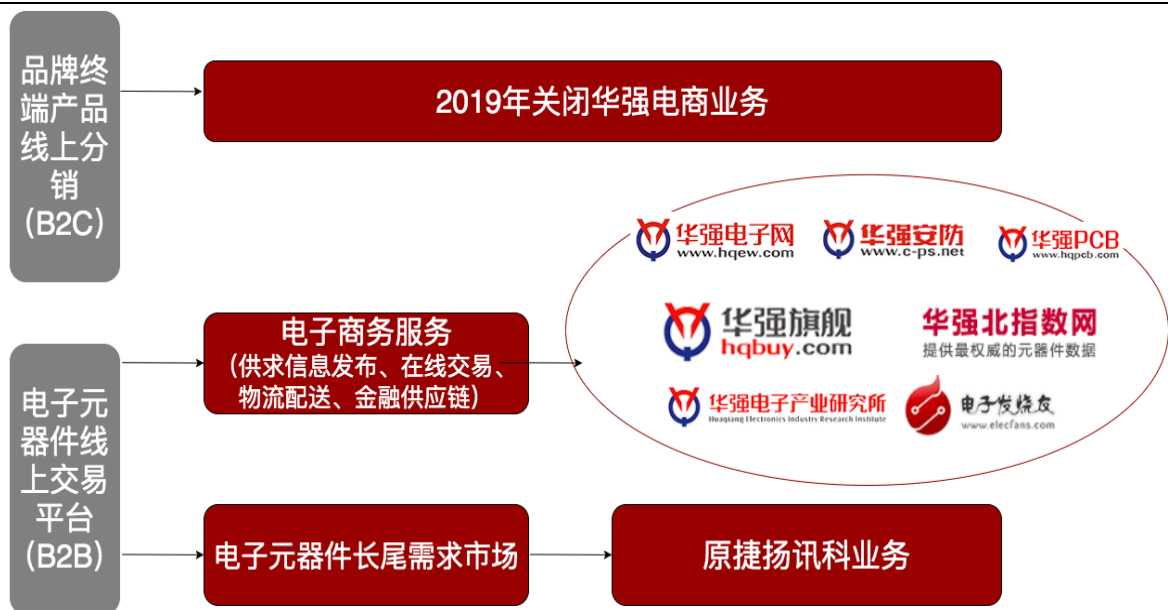 品牌终
端产品
线上分
销
(B2C)
2019年关闭华强电商业务
华强电子网
www.hqew.com
华强安防
www.c-ps.net
华强PCB
www.hqpcb.com
华强旗舰
hqbuy.com
华强北指数网
提供最权威的元器件数据
华强电子产业研究所
Huaqiang Electronics Industry Research Institute
电子发烧友
www.elecfans.com
电子商务服务
(供求信息发布、在线交易、
物流配送、金融供应链)
电子元
器件线
上交易
平台
(B2B)
电子元器件长尾需求市场
原捷扬讯科业务